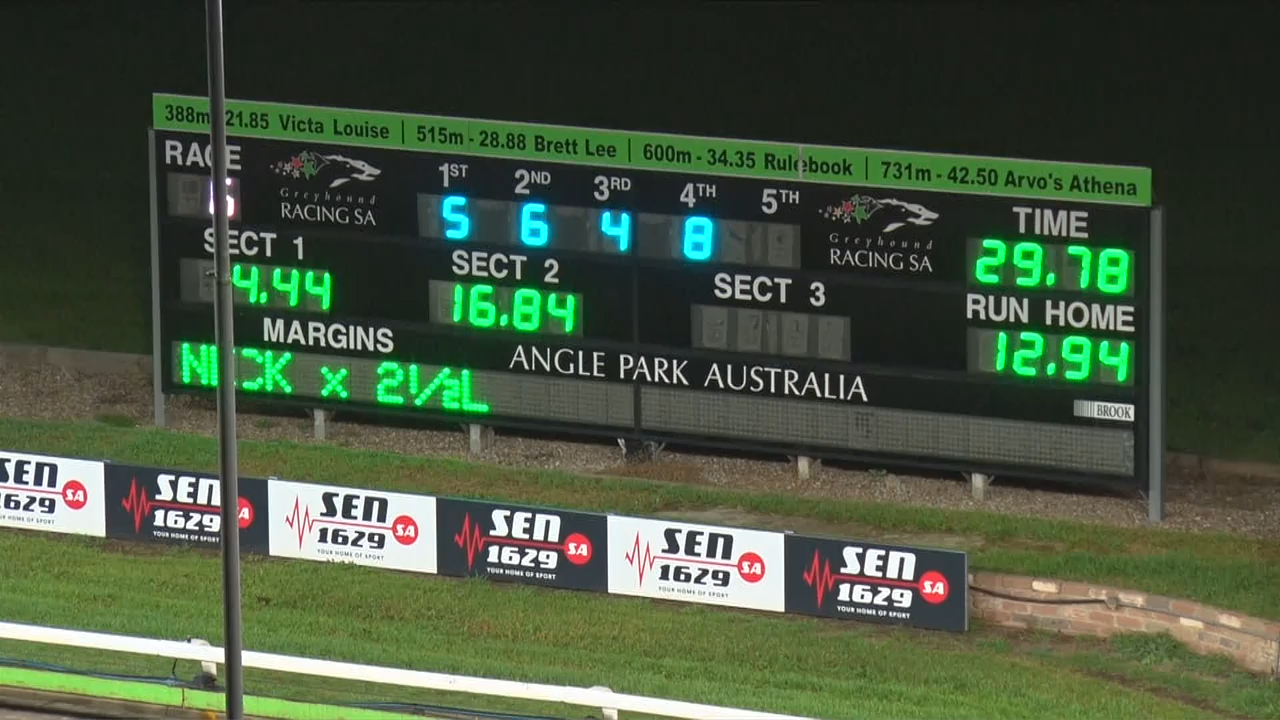 388m 21.85 Victa Louise | 515m - 28.88 Brett Lee | 600m - 34.35 Rulebook | 731m - 42.50 Arvo's Athena
RACE
Greyhound
RACING SA
1ST 2ND 3RD 4TH 5TH
5 6 4 8
Greyhound
RACING SA
TIME
29.78
SECT 1
4.44
SECT 2
16.84
SECT 3
RUN HOME
12.94
MARGINS
NECK x 2½L
ANGLE PARK AUSTRALIA
BROOK
SEN SA
1629
YOUR HOME OF SPORT
SEN SA
1629
YOUR HOME OF SPORT
SEN SA
1629
YOUR HOME OF SPORT
SEN SA
1629
YOUR HOME OF SPORT
SEN SA
1629
YOUR HOME OF SPORT
SEN SA
1629
YOUR HOME OF SPORT